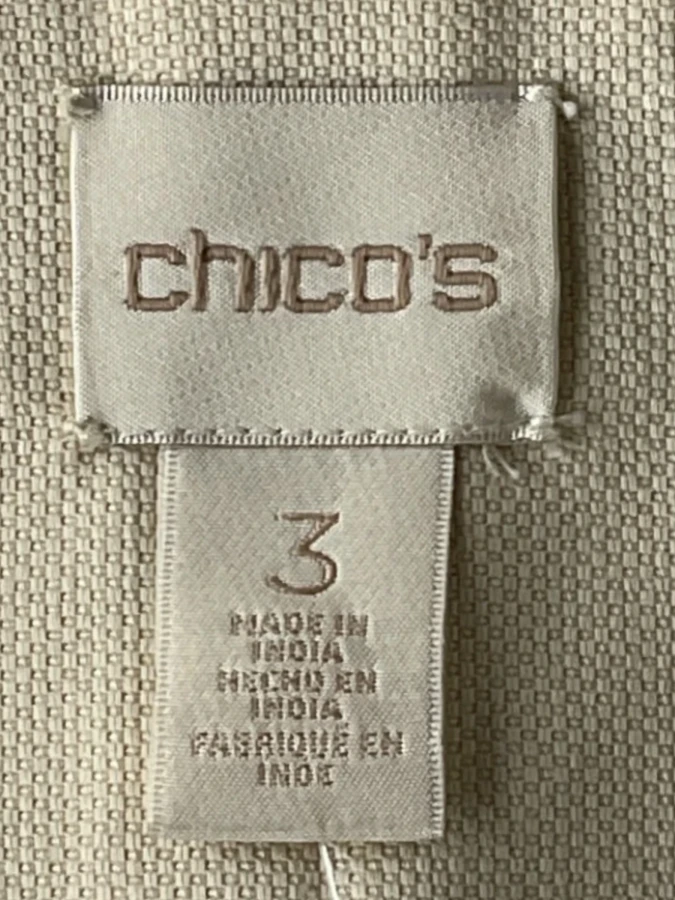 chico's
3
MADE IN
INDIA
HECHO EN
INDIA
FABRIQUÉ EN
INDE